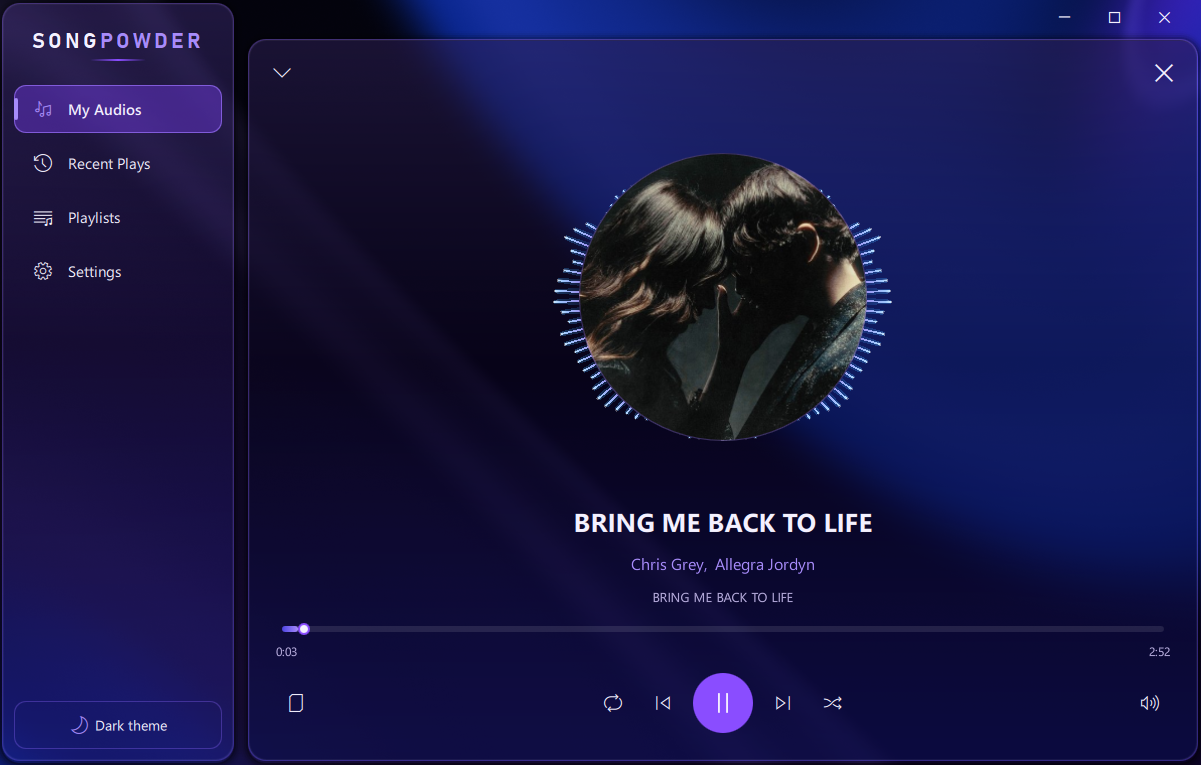 SONGPOWDER
My Audios
Recent Plays
Playlists
Settings
Dark theme
BRING ME BACK TO LIFE
Chris Grey,  Allegra Jordyn
BRING ME BACK TO LIFE
0:03
2:52